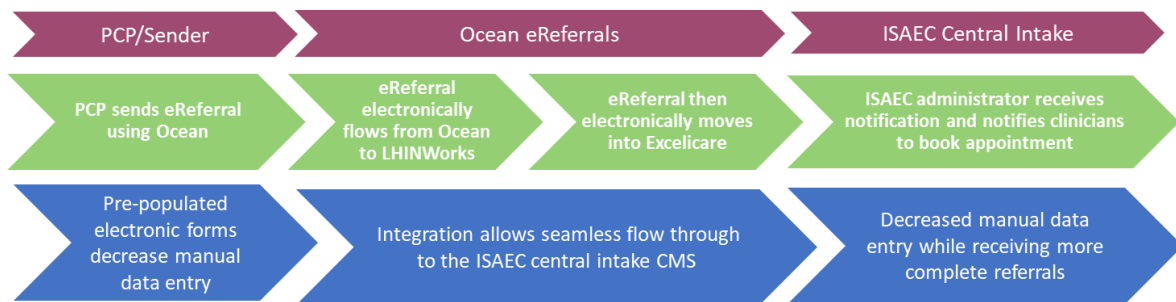 PCP/Sender
Ocean eReferrals
ISAEC Central Intake
PCP sends eReferral
using Ocean
eReferral
electronically
flows from Ocean
to LHINWorks
eReferral then
electronically moves
into Excelicare
ISAEC administrator receives
notification and notifies clinicians
to book appointment
Pre-populated
electronic forms
decrease manual
data entry
Integration allows seamless flow through
to the ISAEC central intake CMS
Decreased manual data
entry while receiving more
complete referrals